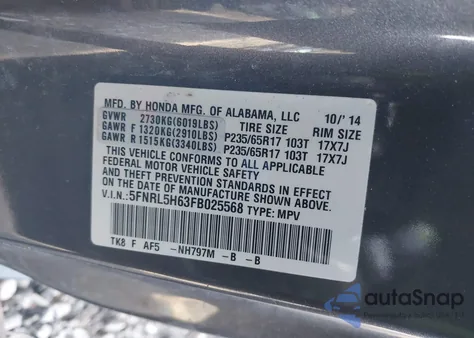 MFD. BY HONDA MFG. OF ALABAMA, LLC 10/'14
GVWR 2730KG(6019LBS) TIRE SIZE RIM SIZE
GAWR F 1320KG(2910LBS) P235/65R17 103T 17X7J
GAWR R 1515KG(3340LBS) P235/65R17 103T 17X7J
THIS VEHICLE CONFORMS TO ALL APPLICABLE
FEDERAL MOTOR VEHICLE SAFETY AND THEFT
PREVENTION STANDARDS IN EFFECT ON THE DATE
OF MANUFACTURE SHOWN ABOVE.
V.I.N.: 5FNRL5H63FB025568 TYPE: MPV
TK8 F AF5 -NH797M -B -B
autoSnap